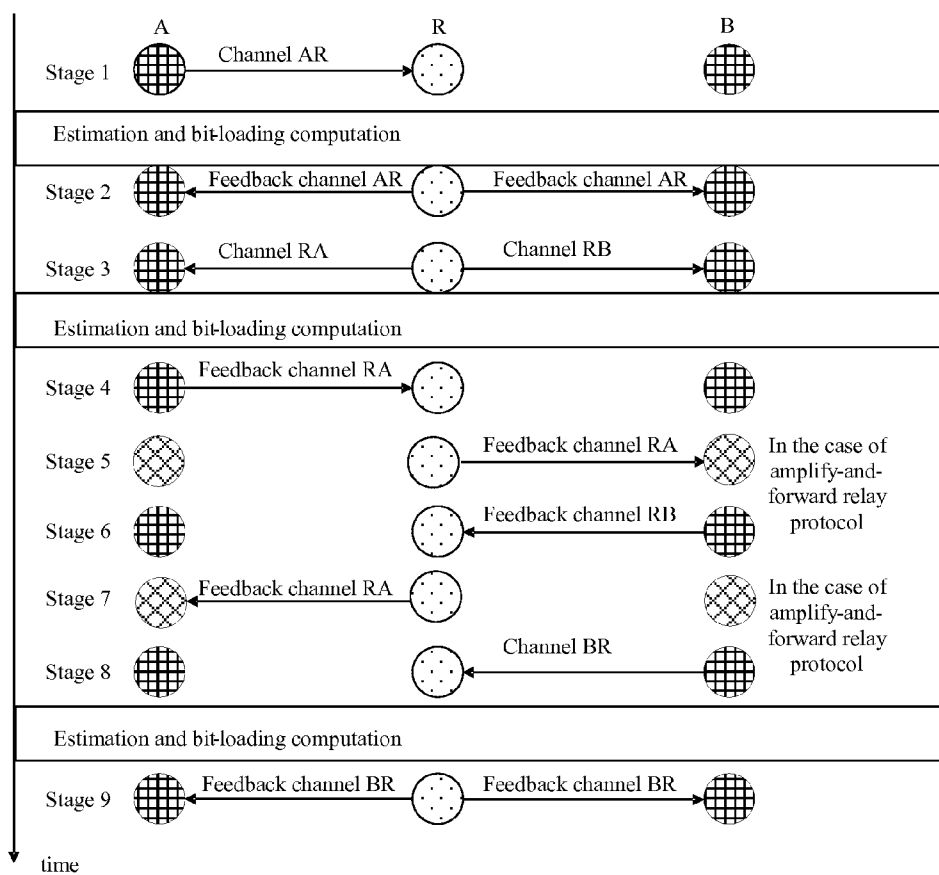 A R B
Stage 1 Channel AR
Estimation and bit-loading computation
Stage 2 Feedback channel AR Feedback channel AR
Stage 3 Channel RA Channel RB
Estimation and bit-loading computation
Stage 4 Feedback channel RA
Stage 5 Feedback channel RA
In the case of
amplify-and-
forward relay
protocol
Stage 6 Feedback channel RB
Stage 7 Feedback channel RA
In the case of
amplify-and-
forward relay
protocol
Stage 8 Channel BR
Estimation and bit-loading computation
Stage 9 Feedback channel BR Feedback channel BR
time